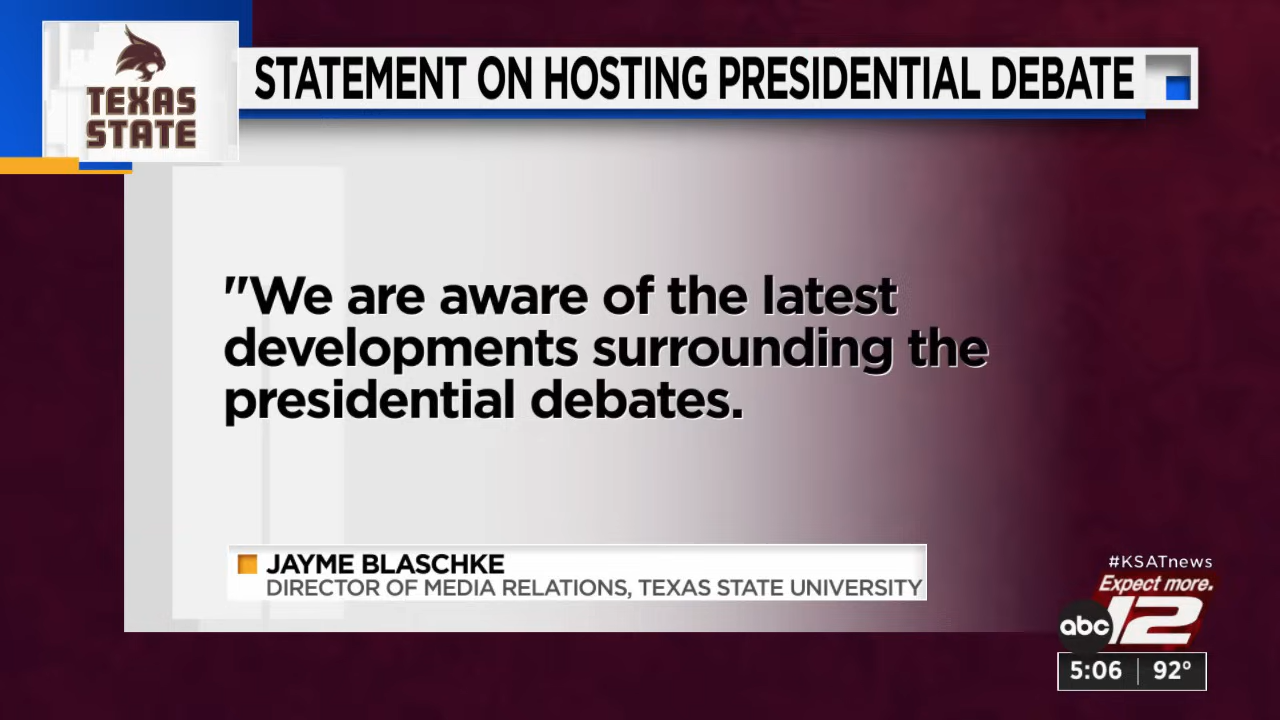 TEXAS
STATE
STATEMENT ON HOSTING PRESIDENTIAL DEBATE
"We are aware of the latest
developments surrounding the
presidential debates.
JAYME BLASCHKE
DIRECTOR OF MEDIA RELATIONS, TEXAS STATE UNIVERSITY
#KSATnews
Expect more.
abc 12
5:06 | 92°